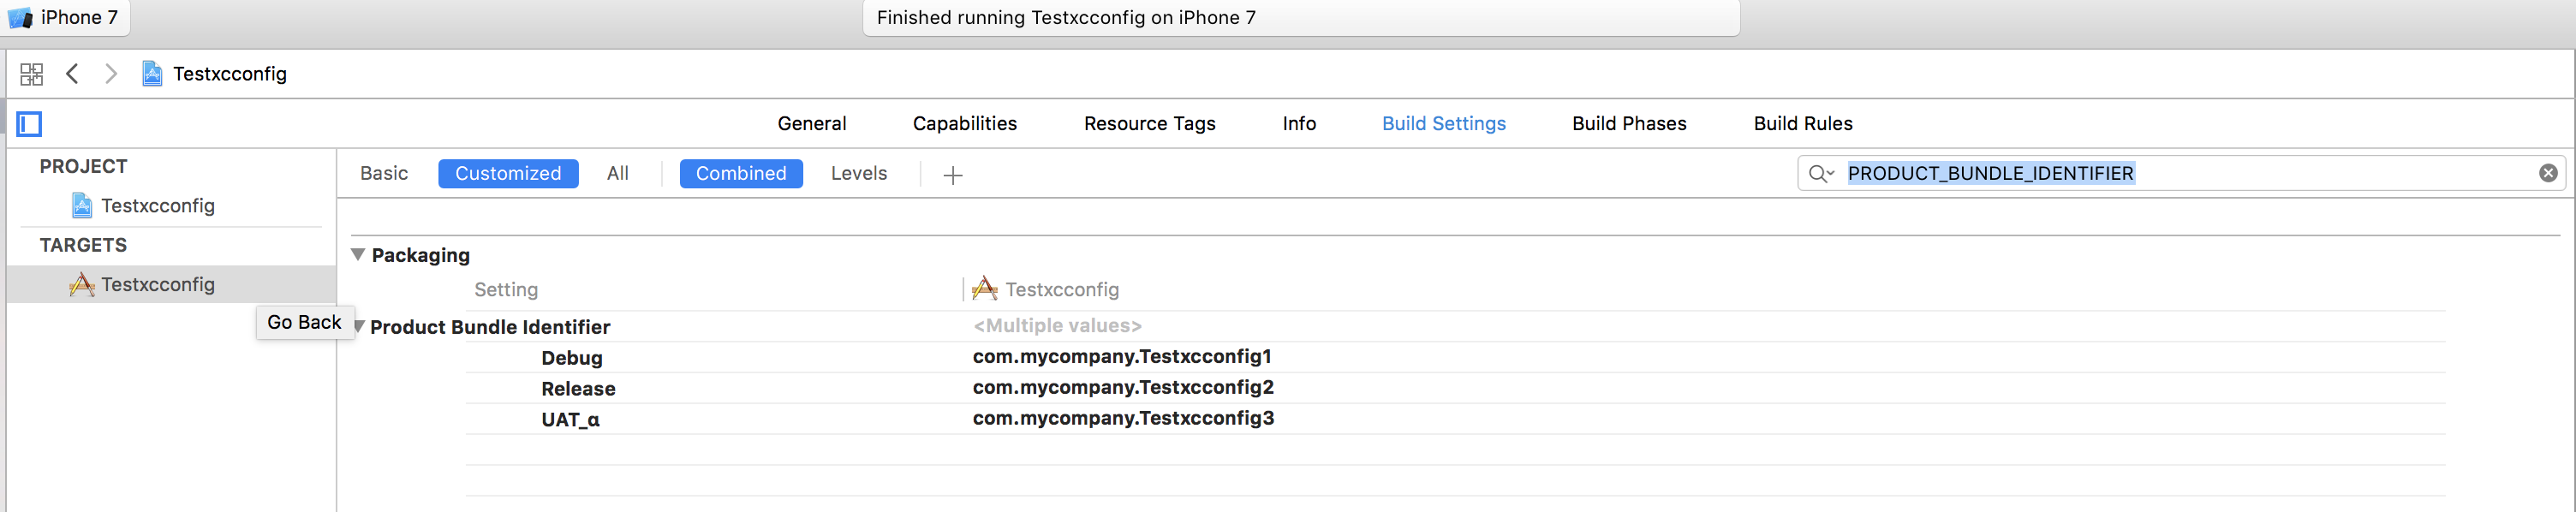 iPhone 7
Finished running Testxcconfig on iPhone 7
Testxcconfig
General Capabilities Resource Tags Info Build Settings Build Phases Build Rules
PROJECT
Testxcconfig
TARGETS
Testxcconfig
Go Back
Basic Customized All Combined Levels + PRODUCT_BUNDLE_IDENTIFIER
Packaging
Setting Testxcconfig
Product Bundle Identifier <Multiple values>
Debug com.mycompany.Testxcconfig1
Release com.mycompany.Testxcconfig2
UAT_α com.mycompany.Testxcconfig3